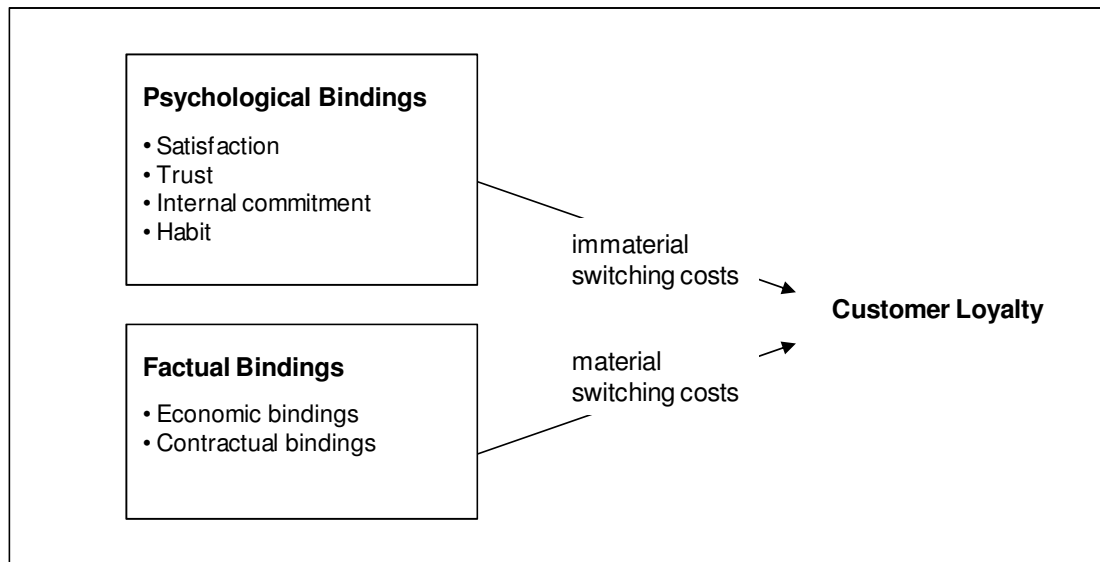 Psychological Bindings
• Satisfaction
• Trust
• Internal commitment
• Habit
immaterial
switching costs
Customer Loyalty
Factual Bindings
• Economic bindings
• Contractual bindings
material
switching costs